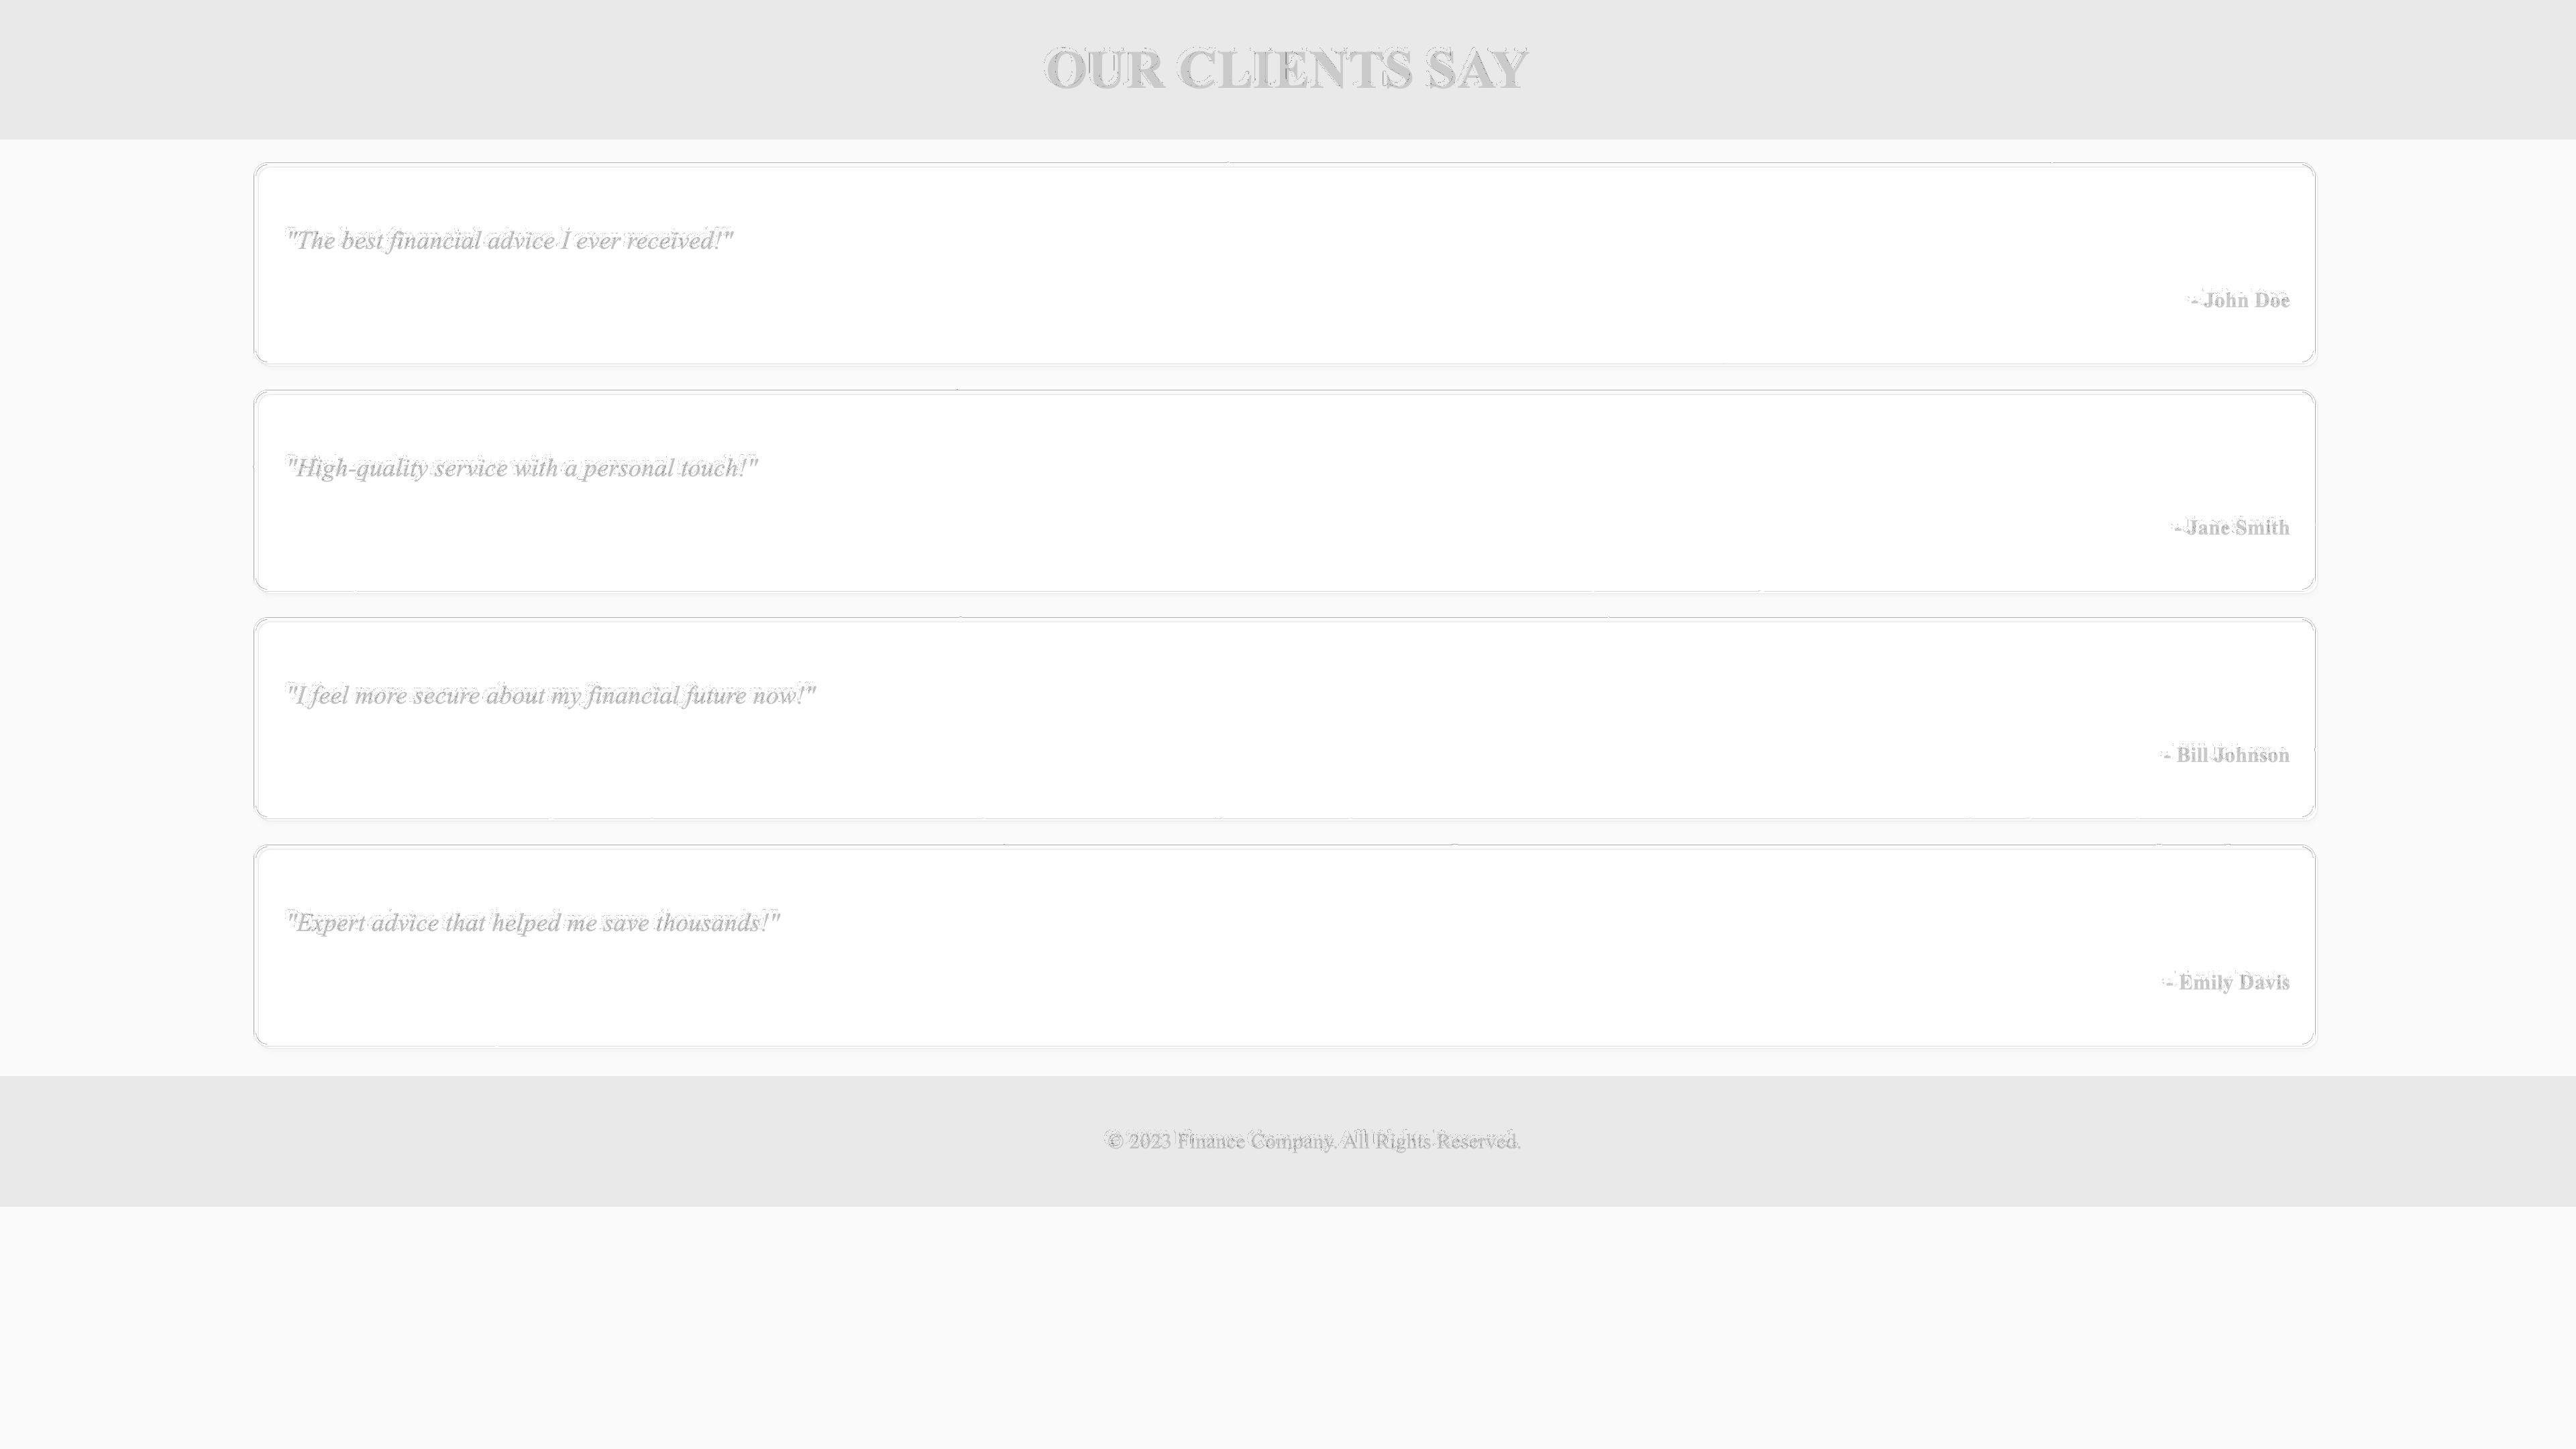 OUR CLIENTS SAY
"The best financial advice I ever received!"
- John Doe
"High-quality service with a personal touch!"
- Jane Smith
"I feel more secure about my financial future now!"
- Bill Johnson
"Expert advice that helped me save thousands!"
- Emily Davis
© 2023 Finance Company. All Rights Reserved.